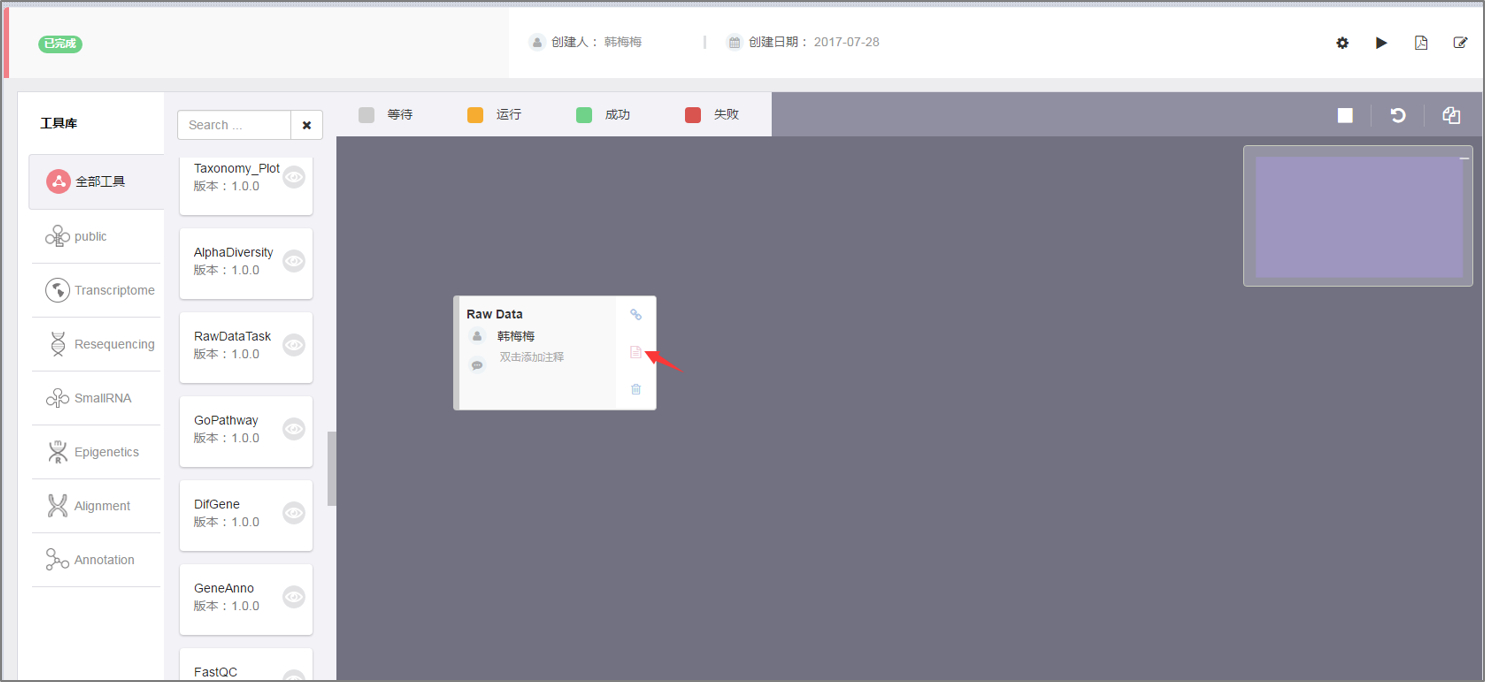 已完成
创建人： 韩梅梅
创建日期： 2017-07-28
工具库
全部工具
public
Transcriptome
Resequencing
SmallRNA
Epigenetics
Alignment
Annotation
Search ...
Taxonomy_Plot
版本：1.0.0
AlphaDiversity
版本：1.0.0
RawDataTask
版本：1.0.0
GoPathway
版本：1.0.0
DifGene
版本：1.0.0
GeneAnno
版本：1.0.0
FastQC
等待
运行
成功
失败
Raw Data
韩梅梅
双击添加注释